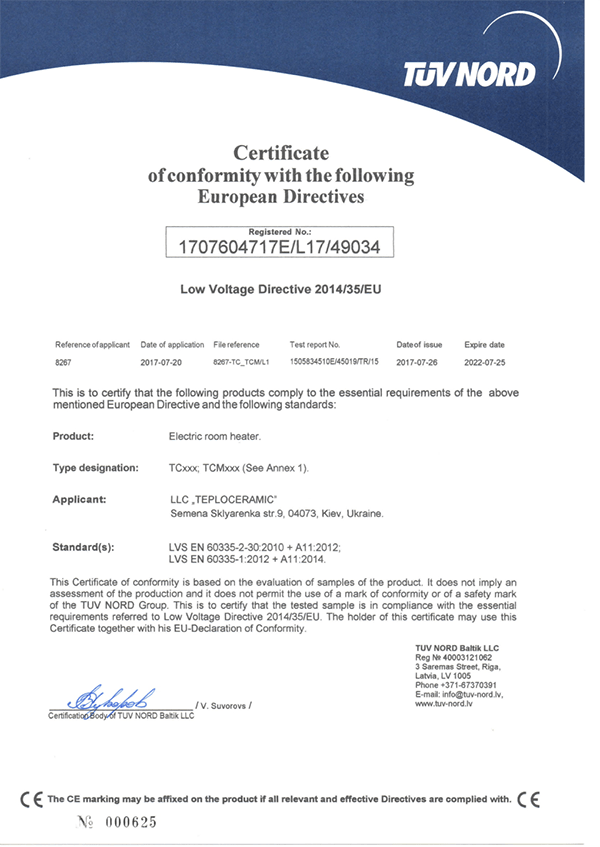 TÜV NORD
Certificate
of conformity with the following
European Directives
Registered No.:
1707604717E/L17/49034
Low Voltage Directive 2014/35/EU
Reference of applicant Date of application File reference Test report No. Date of issue Expire date
8267 2017-07-20 8267-TC_TCM/L1 1505834510E/45019/TR/15 2017-07-26 2022-07-25
This is to certify that the following products comply to the essential requirements of the above
mentioned European Directive and the following standards:
Product: Electric room heater.
Type designation: TCxxx; TCMxxx (See Annex 1).
Applicant: LLC „TEPLOCERAMIC”
Semena Sklyarenka str.9, 04073, Kiev, Ukraine.
Standard(s): LVS EN 60335-2-30:2010 + A11:2012;
LVS EN 60335-1:2012 + A11:2014.
This Certificate of conformity is based on the evaluation of samples of the product. It does not imply an
assessment of the production and it does not permit the use of a mark of conformity or of a safety mark
of the TUV NORD Group. This is to certify that the tested sample is in compliance with the essential
requirements referred to Low Voltage Directive 2014/35/EU. The holder of this certificate may use this
Certificate together with his EU-Declaration of Conformity.
TUV NORD Baltik LLC
Reg № 40003121062
3 Saremas Street, Riga,
Latvia, LV 1005
Phone +371-67370391
E-mail: info@tuv-nord.lv,
www.tuv-nord.lv
/ V. Suvorovs /
Certification Body of TUV NORD Baltik LLC
CE The CE marking may be affixed on the product if all relevant and effective Directives are complied with. CE
№ 000625